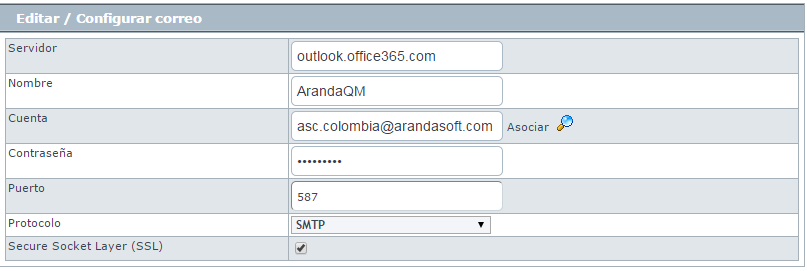 Editar / Configurar correo
Servidor outlook.office365.com
Nombre ArandaQM
Cuenta asc.colombia@arandasoft.com Asociar
Contraseña •••••••••
Puerto 587
Protocolo SMTP
Secure Socket Layer (SSL)